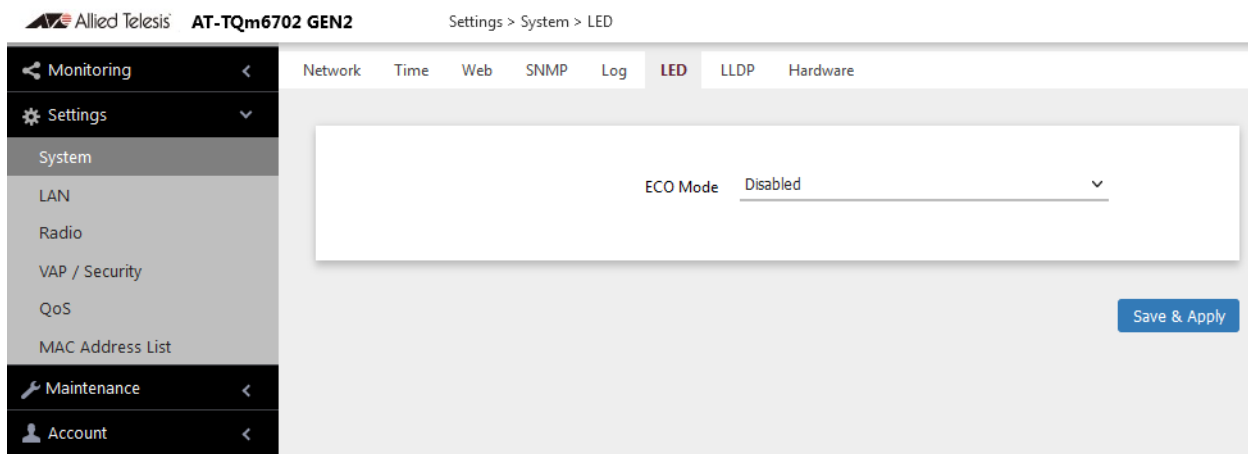 Allied Telesis AT-TQm6702 GEN2 Settings > System > LED
Monitoring
Network Time Web SNMP Log LED LLDP Hardware
Settings
System
LAN
Radio
VAP / Security
QoS
MAC Address List
Maintenance
Account
ECO Mode Disabled
Save & Apply